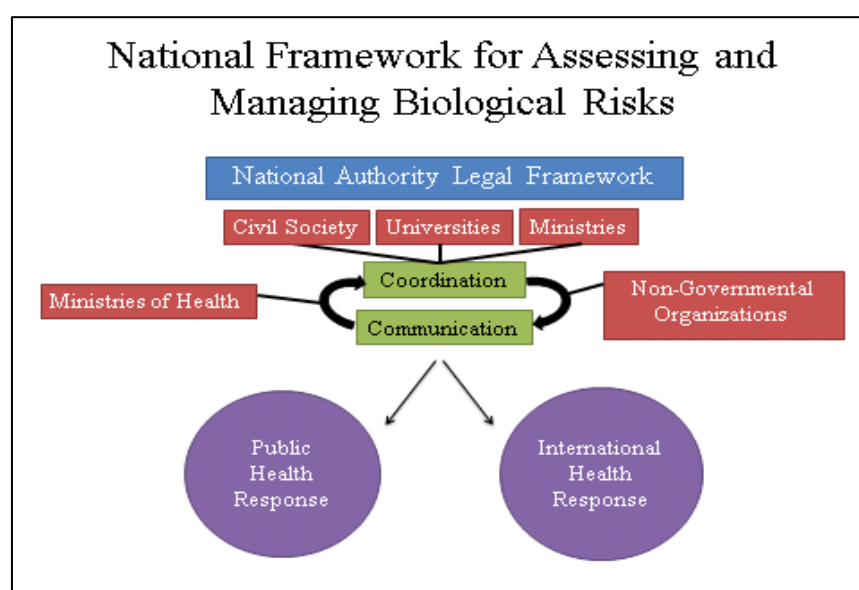 National Framework for Assessing and
Managing Biological Risks
National Authority Legal Framework
Civil Society
Universities
Ministries
Coordination
Ministries of Health
Non-Governmental
Organizations
Communication
Public
Health
Response
International
Health
Response